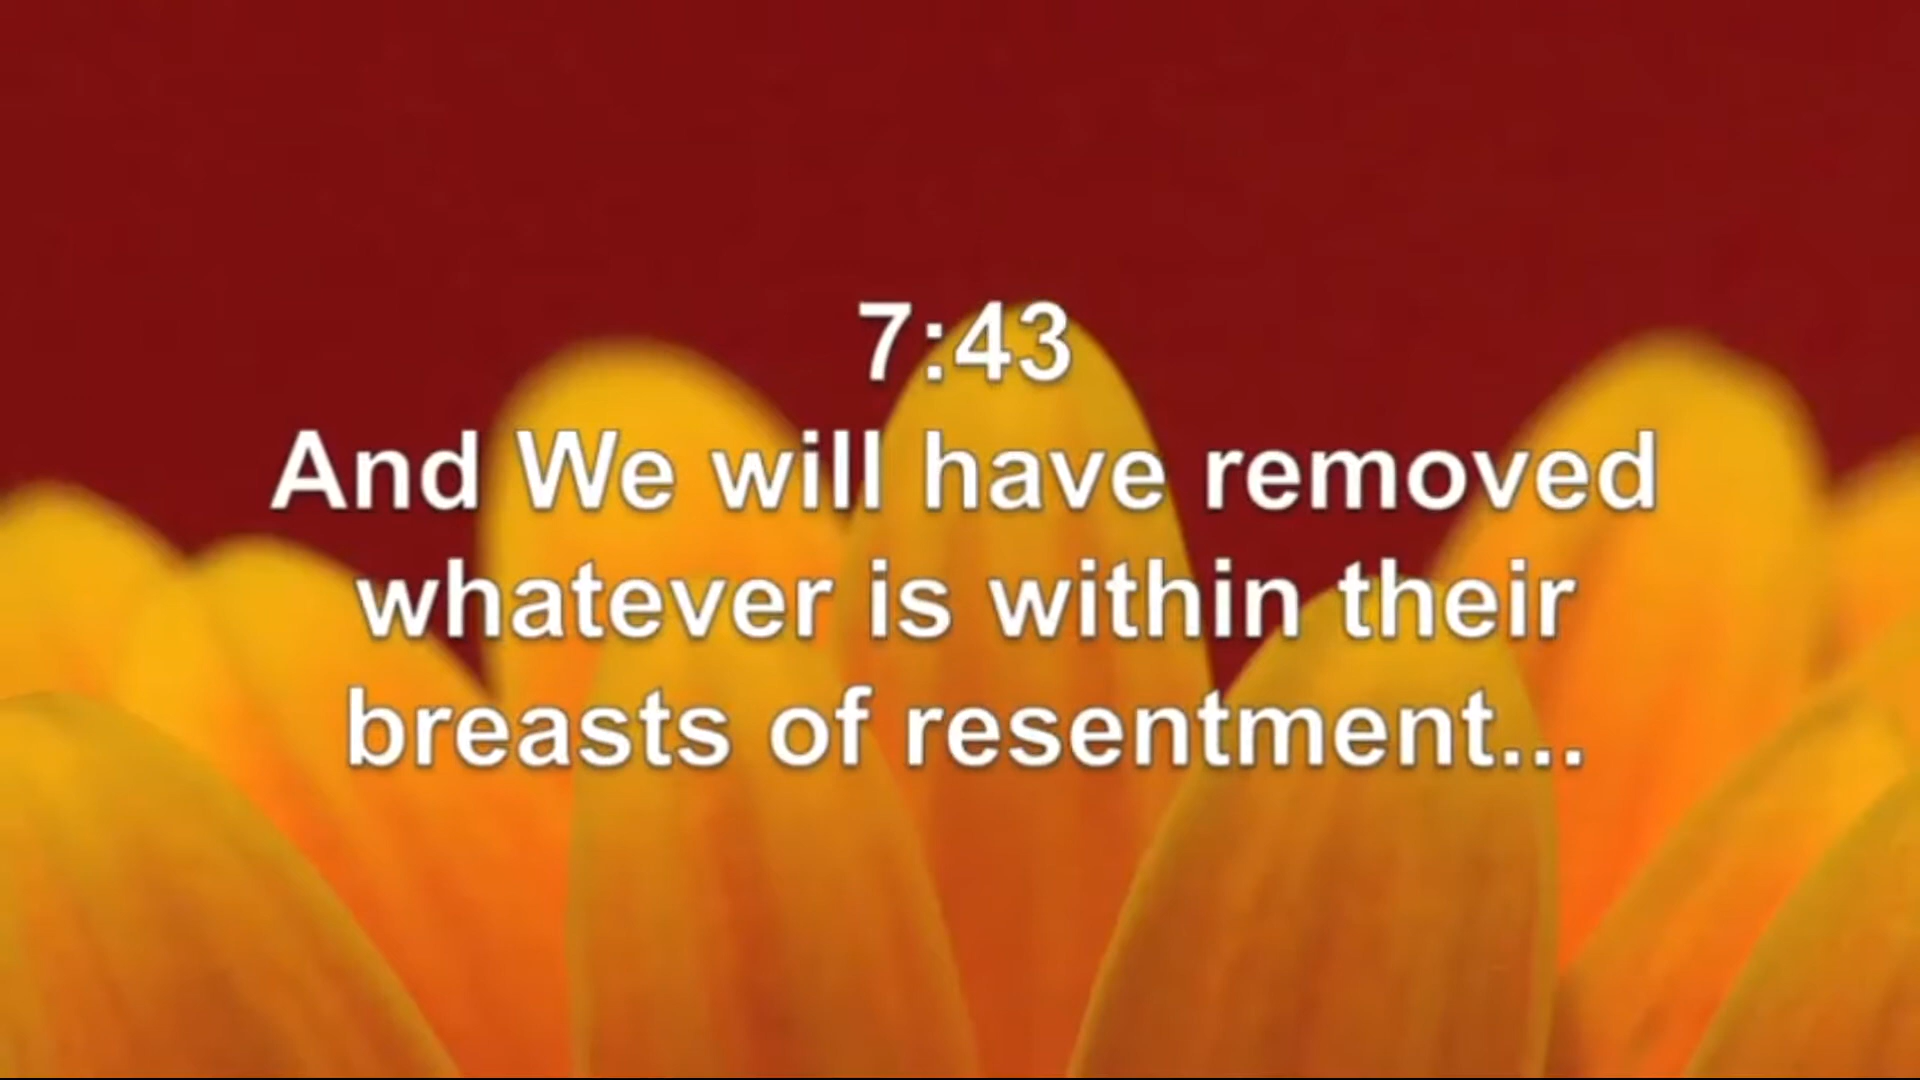 7:43
And We will have removed
whatever is within their
breasts of resentment...